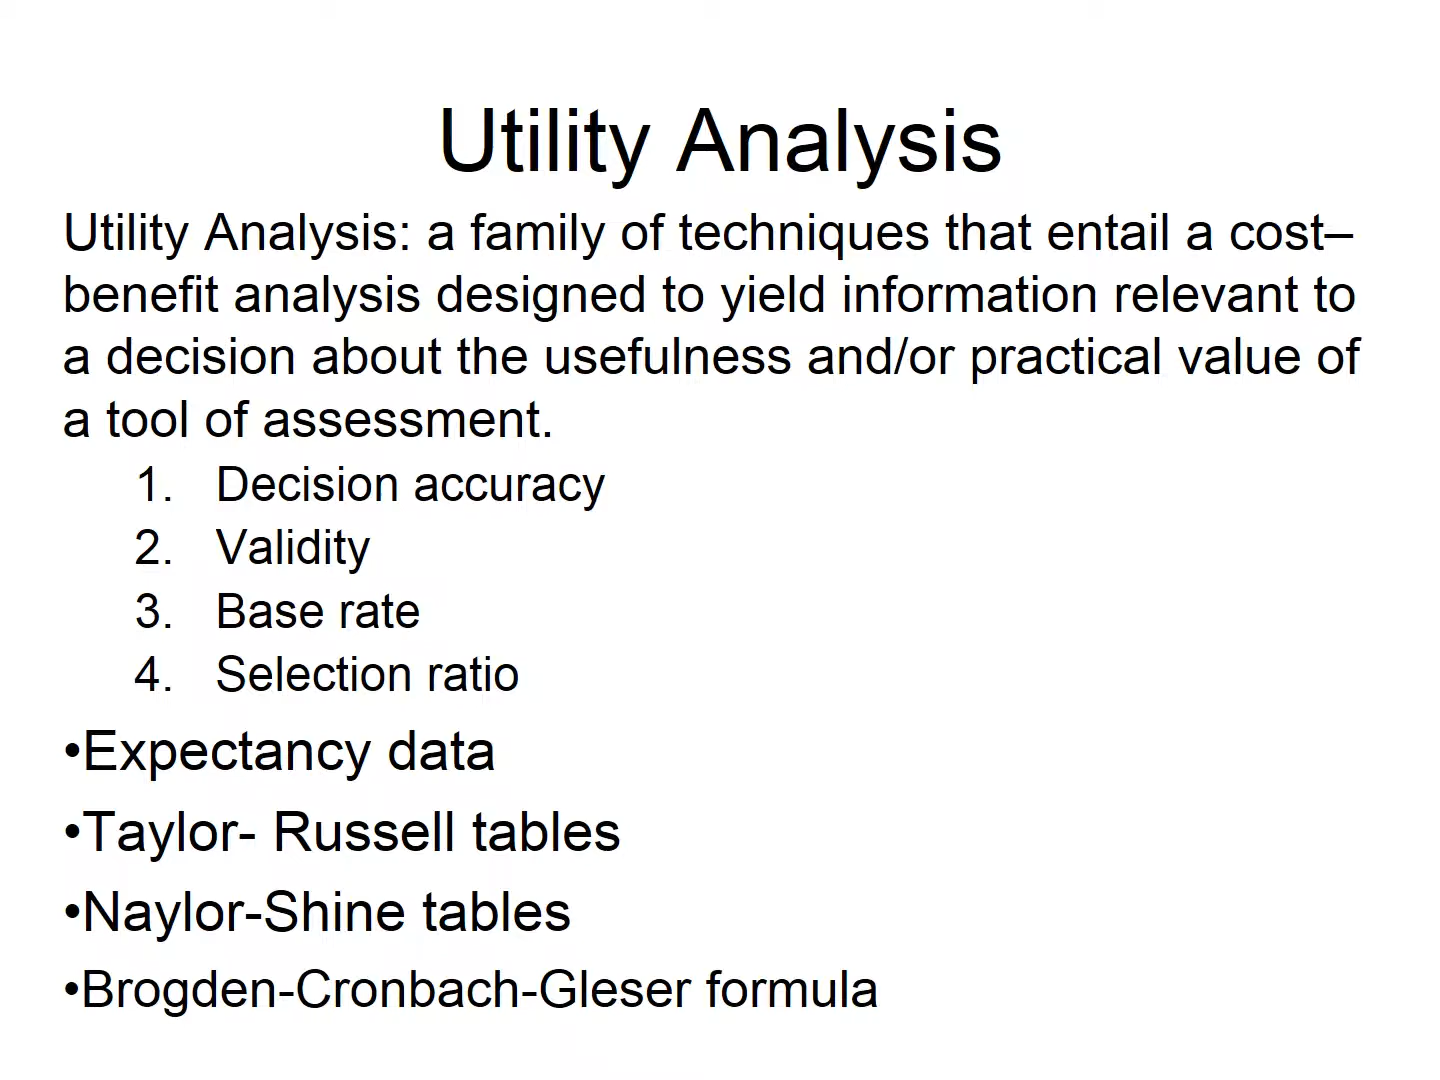 Utility Analysis
Utility Analysis: a family of techniques that entail a cost–
benefit analysis designed to yield information relevant to
a decision about the usefulness and/or practical value of
a tool of assessment.
1. Decision accuracy
2. Validity
3. Base rate
4. Selection ratio
•Expectancy data
•Taylor- Russell tables
•Naylor-Shine tables
•Brogden-Cronbach-Gleser formula